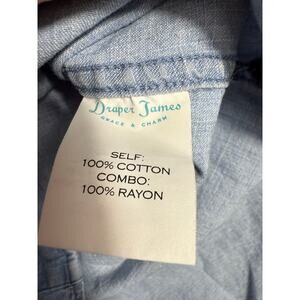 Draper James
GRACE & CHARM
SELF:
100% COTTON
COMBO:
100% RAYON